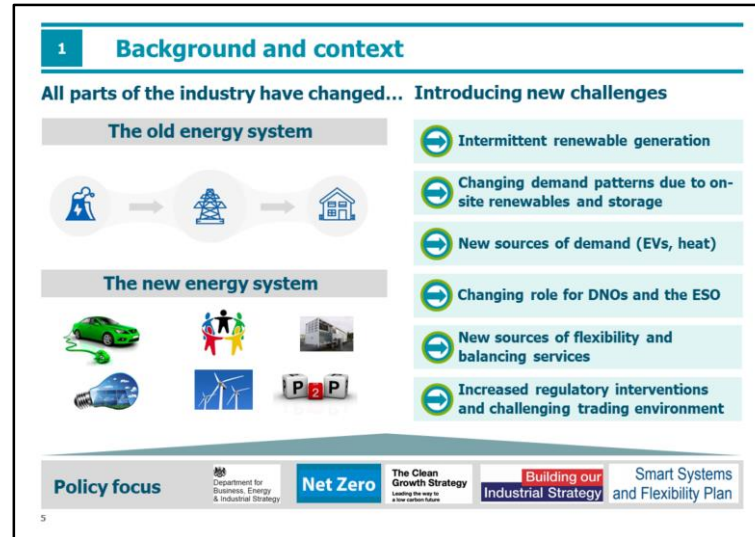 1
Background and context
All parts of the industry have changed...
The old energy system
The new energy system
P 2 P
Introducing new challenges
Intermittent renewable generation
Changing demand patterns due to on-
site renewables and storage
New sources of demand (EVs, heat)
Changing role for DNOs and the ESO
New sources of flexibility and
balancing services
Increased regulatory interventions
and challenging trading environment
Policy focus
Department for
Business, Energy
& Industrial Strategy
Net Zero
The Clean
Growth Strategy
Leading the way to
a low carbon future
Building our
Industrial Strategy
Smart Systems
and Flexibility Plan
5